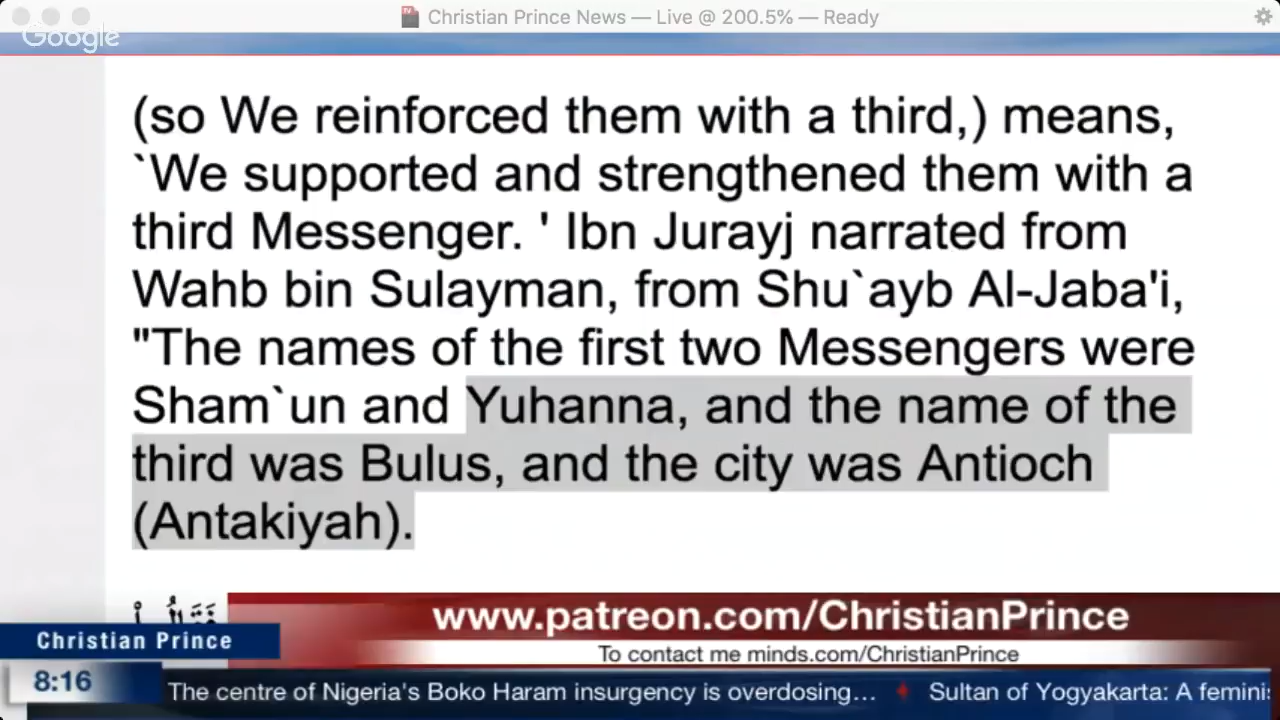 Christian Prince News — Live @ 200.5% — Ready
Google
(so We reinforced them with a third,) means,
`We supported and strengthened them with a
third Messenger. ' Ibn Jurayj narrated from
Wahb bin Sulayman, from Shu`ayb Al-Jaba'i,
"The names of the first two Messengers were
Sham`un and Yuhanna, and the name of the
third was Bulus, and the city was Antioch
(Antakiyah).
www.patreon.com/ChristianPrince
Christian Prince
To contact me minds.com/ChristianPrince
8:16
The centre of Nigeria's Boko Haram insurgency is overdosing... Sultan of Yogyakarta: A feminis